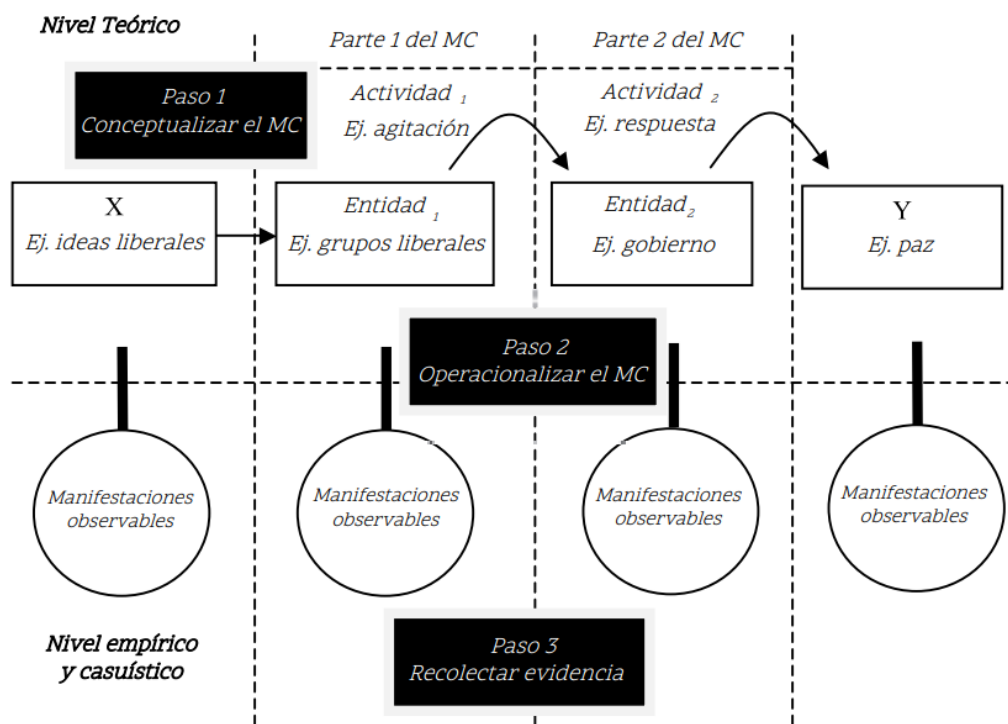 Nivel Teórico
Parte 1 del MC
Parte 2 del MC
Paso 1
Conceptualizar el MC
Actividad 1
Ej. agitación
Actividad 2
Ej. respuesta
X
Ej. ideas liberales
Entidad 1
Ej. grupos liberales
Entidad 2
Ej. gobierno
Y
Ej. paz
Paso 2
Operacionalizar el MC
Manifestaciones
observables
Manifestaciones
observables
Manifestaciones
observables
Manifestaciones
observables
Nivel empírico
y casuístico
Paso 3
Recolectar evidencia